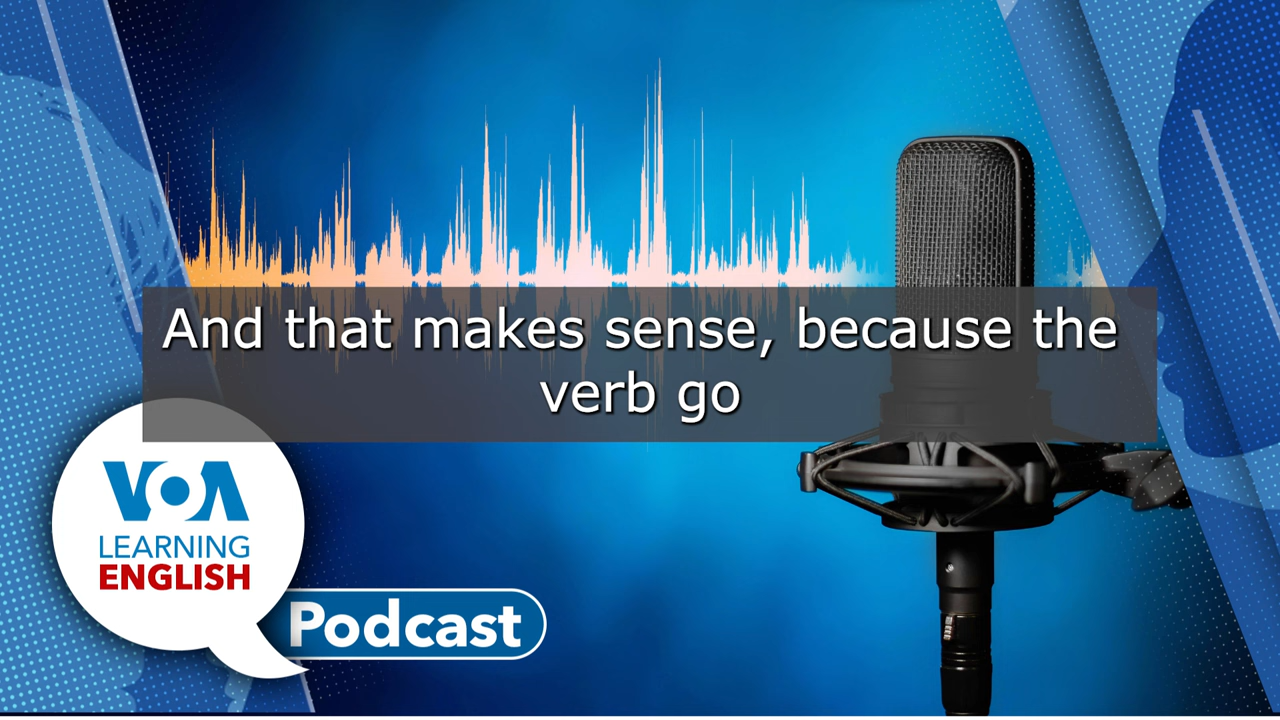 And that makes sense, because the
verb go
VOA
LEARNING
ENGLISH
Podcast